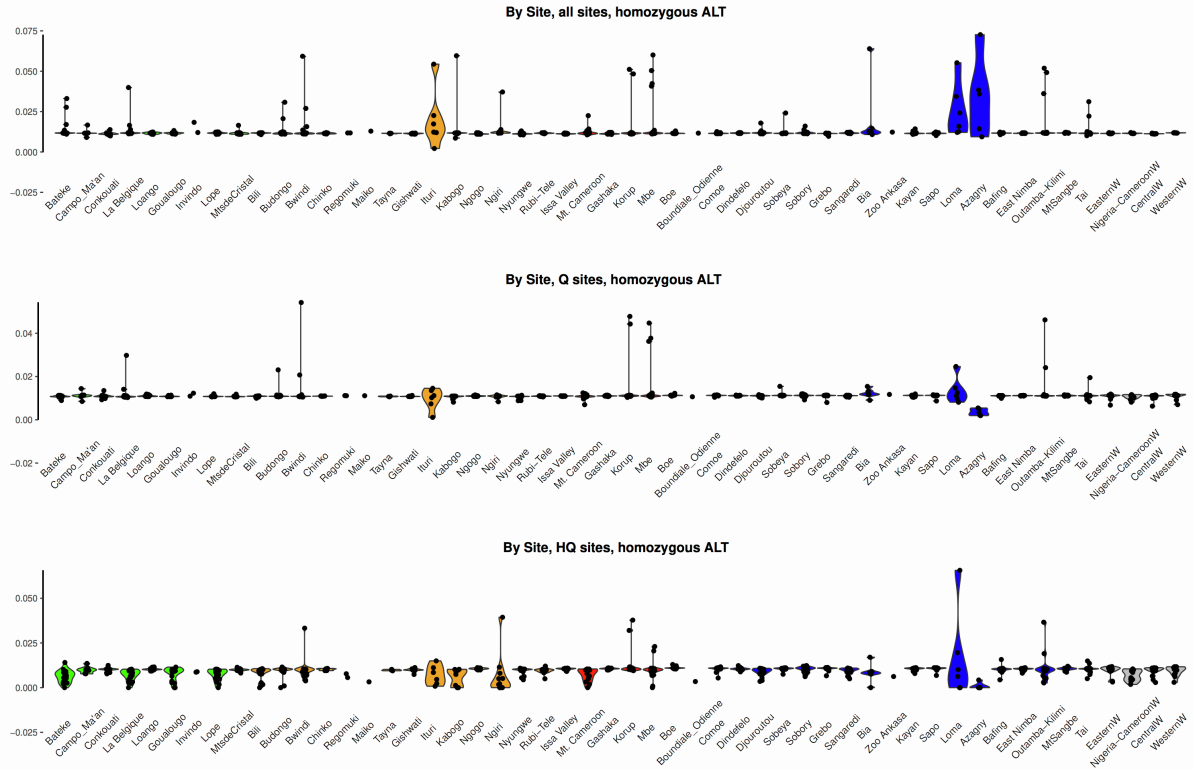 By Site, all sites, homozygous ALT
0.075
0.050
0.025
0.000
−0.025
Bateke Campo_Ma'an Conkouati La Belgique Loango Goualougo Invindo Lope MtsdeCristal Bili Budongo Bwindi Chinko Regomuki Maiko Tayna Gishwati Ituri Kabogo Ngogo Ngiri Nyungwe Rubi−Tele Issa Valley Mt. Cameroon Gashaka Korup Mbe Boe Boundiale_Odienne Comoe Dindefelo Djouroutou Sobeya Sobory Grebo Sangaredi Bia Zoo Ankasa Kayan Sapo Loma Azagny Bafing East Nimba Outamba−Kilimi MtSangbe Tai EasternW Nigeria−CameroonW CentralW WesternW
By Site, Q sites, homozygous ALT
0.04
0.02
0.00
−0.02
Bateke Campo_Ma'an Conkouati La Belgique Loango Goualougo Invindo Lope MtsdeCristal Bili Budongo Bwindi Chinko Regomuki Maiko Tayna Gishwati Ituri Kabogo Ngogo Ngiri Nyungwe Rubi−Tele Issa Valley Mt. Cameroon Gashaka Korup Mbe Boe Boundiale_Odienne Comoe Dindefelo Djouroutou Sobeya Sobory Grebo Sangaredi Bia Zoo Ankasa Kayan Sapo Loma Azagny Bafing East Nimba Outamba−Kilimi MtSangbe Tai EasternW Nigeria−CameroonW CentralW WesternW
By Site, HQ sites, homozygous ALT
0.050
0.025
0.000
−0.025
Bateke Campo_Ma'an Conkouati La Belgique Loango Goualougo Invindo Lope MtsdeCristal Bili Budongo Bwindi Chinko Regomuki Maiko Tayna Gishwati Ituri Kabogo Ngogo Ngiri Nyungwe Rubi−Tele Issa Valley Mt. Cameroon Gashaka Korup Mbe Boe Boundiale_Odienne Comoe Dindefelo Djouroutou Sobeya Sobory Grebo Sangaredi Bia Zoo Ankasa Kayan Sapo Loma Azagny Bafing East Nimba Outamba−Kilimi MtSangbe Tai EasternW Nigeria−CameroonW CentralW WesternW